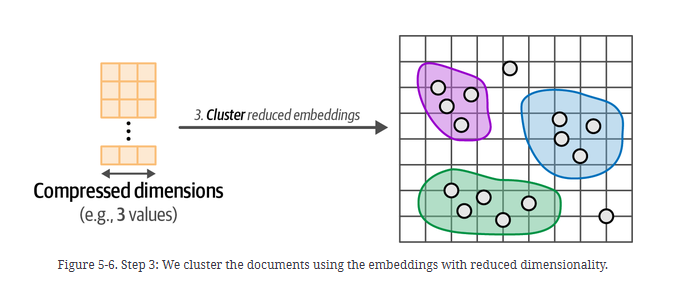 3. Cluster reduced embeddings
Compressed dimensions
(e.g., 3 values)
Figure 5-6. Step 3: We cluster the documents using the embeddings with reduced dimensionality.